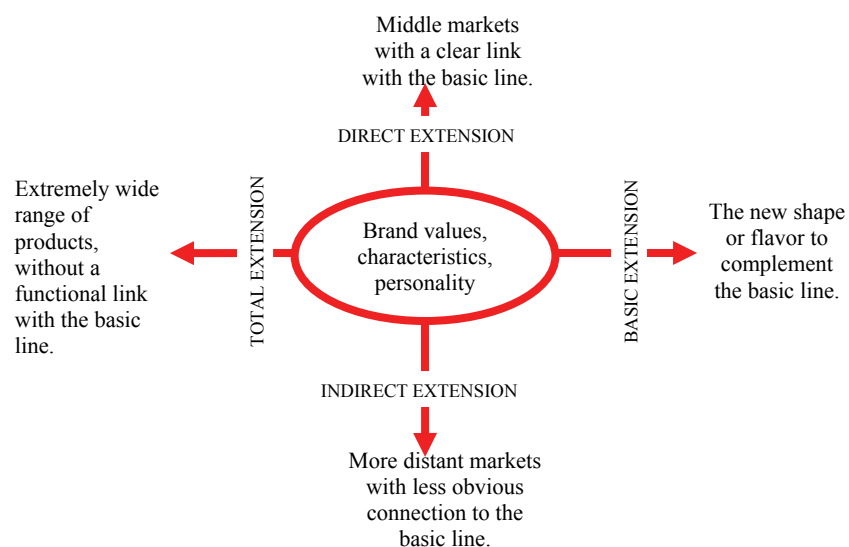 Middle markets
with a clear link
with the basic line.
DIRECT EXTENSION
Extremely wide
range of
products,
without a
functional link
with the basic
line.
TOTAL EXTENSION
Brand values,
characteristics,
personality
BASIC EXTENSION
The new shape
or flavor to
complement
the basic line.
INDIRECT EXTENSION
More distant markets
with less obvious
connection to the
basic line.